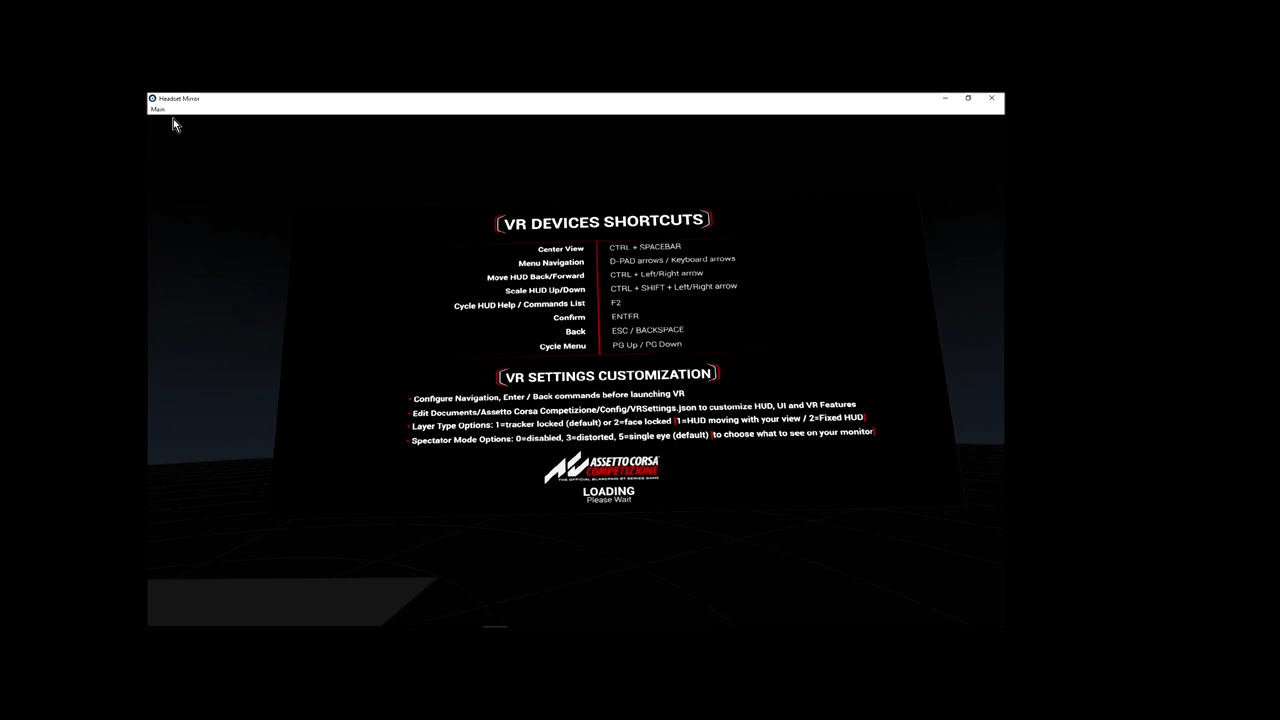 Headset Mirror
Main
VR DEVICES SHORTCUTS
Center View CTRL + SPACEBAR
Menu Navigation D-PAD arrows / Keyboard arrows
Move HUD Back/Forward CTRL + Left/Right arrow
Scale HUD Up/Down CTRL + SHIFT + Left/Right arrow
Cycle HUD Help / Commands List F2
Confirm ENTER
Back ESC / BACKSPACE
Cycle Menu PG Up / PG Down
VR SETTINGS CUSTOMIZATION
Configure Navigation, Enter / Back commands before launching VR
Edit Documents/Assetto Corsa Competizione/Config/VRSettings.json to customize HUD, UI and VR Features
Layer Type Options: 1=tracker locked (default) or 2=face locked [1=HUD moving with your view / 2=Fixed HUD]
Spectator Mode Options: 0=disabled, 3=distorted, 5=single eye (default) [to choose what to see on your monitor]
ASSETTO CORSA
COMPETIZIONE
THE OFFICIAL BLANCPAIN GT SERIES GAME
LOADING
Please Wait